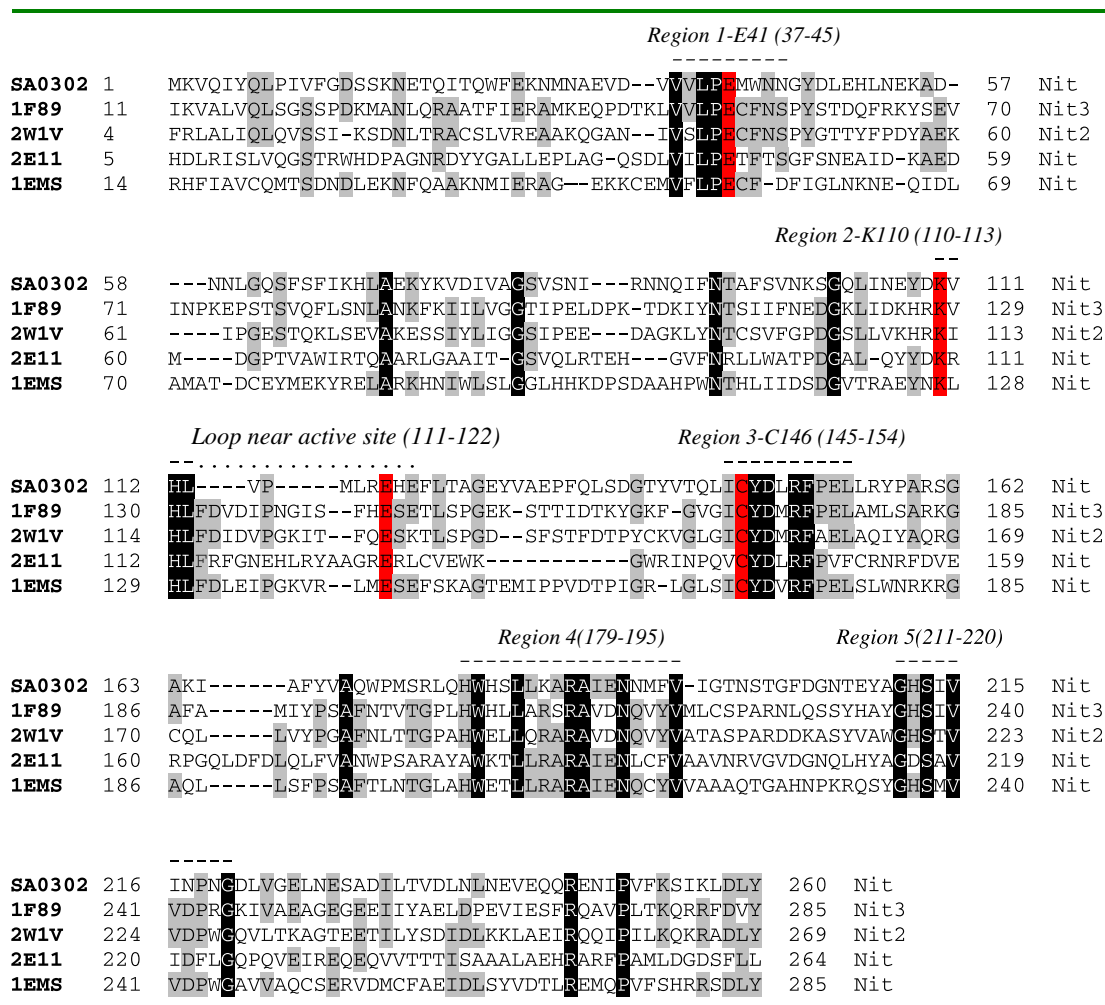 Region 1-E41 (37-45)
SA0302 1 MKVQIYQLPIVFGDSSKNETQITQWFEKNMNAEVD--VVVLPEMWNNGYDLEHLNEKAD- 57 Nit
1F89 11 IKVALVQLSGSSPDKMANLQRAATFIERAMKEQPDTKLVVLPECFNSPYSTDQFRKYSEV 70 Nit3
2W1V 4 FRLALIQLQVSSI-KSDNLTRACSLVREAAKQGAN--IVSLPECFNSPYGTTYFPDYAEK 60 Nit2
2E11 5 HDLRISLVQGSTRWHDPAGNRDYYGALLEPLAG-QSDLVILPETFTSGFSNEAID-KAED 59 Nit
1EMS 14 RHFIAVCQMTSDNDLEKNFQAAKNMIERAG--EKKCEMVFLPECF-DFIGLNKNE-QIDL 69 Nit
Region 2-K110 (110-113)
SA0302 58 ---NNLGQSFSFIKHLAEKYKVDIVAGSVSNI--RNNQIFNTAFSVNKSGQLINEYDKV 111 Nit
1F89 71 INPKEPSTSVQFLSNLANKFKIILVGGTIPELDPK-TDKIYNTSIIFNEDGKLIDKHRKV 129 Nit3
2W1V 61 ---IPGESTQKLSEVAKESSIYLIGGSIPEE--DAGKLYNTCSVFGPDGSLLVKHRKI 113 Nit2
2E11 60 M----DGPTVAWIRTQAARLGAAIT-GSVQLRTEH---GVFNRLLWATPDGAL-QYYDKR 111 Nit
1EMS 70 AMAT-DCEYMEKYRELARKHNIWLSLGGLHHKDPSDAAHPWNTHLIIDSDGVTRAEYNKL 128 Nit
Loop near active site (111-122) Region 3-C146 (145-154)
SA0302 112 HL----VP-----MLREHEFLTAGEYVAEPFQLSDGTYVTQLICYDLRFPELLRYPARSG 162 Nit
1F89 130 HLFDVDIPNGIS--FHESETLSPGEK-STTIDTKYGKF-GVGICYDMRFPELAMLSARKG 185 Nit3
2W1V 114 HLFDIDVPGKIT--FQESKTLSPGD--SFSTFDTPYCKVGLGICYDMRFAELAQIYAQRG 169 Nit2
2E11 112 HLFRFGNEHLRYAAGRERLCVEWK-----------GWRINPQVCYDLRFPVFCRNRFDVE 159 Nit
1EMS 129 HLFDLEIPGKVR--LMESEFSKAGTEMIPPVDTPIGR-LGLSICYDVRFPELSLWNRKRG 185 Nit
Region 4(179-195) Region 5(211-220)
SA0302 163 AKI------AFYVAQWPMSRLQHWHSLLKARAIENNMFV-IGTNSTGFDGNTEYAGHSIV 215 Nit
1F89 186 AFA-----MIYPSAFNTVTGPLHWHLLARSRAVDNQVYVMLCSPARNLQSSYHAYGHSIV 240 Nit3
2W1V 170 CQL-----LVYPGAFNLTTGPAHWELLQRARAVDNQVYVATASPARDDKASYVAWGHSTV 223 Nit2
2E11 160 RPGQLDFDLQLFVANWPSARAYAWKTLLRARAIENLCFVAAVNRVGVDGNQLHYAGDSAV 219 Nit
1EMS 186 AQL-----LSFPSAFTLNTGLAHWETLLRARAIENQCYVVAAAQTGAHNPKRQSYGHSMV 240 Nit
SA0302 216 INPNGDLVGELNESADILTVDLNLNEVEQQRENIPVFKSIKLDLY 260 Nit
1F89 241 VDPRGKIVAEAGEGEEIIYAELDPEVIESFRQAVPLTKQRRFDVY 285 Nit3
2W1V 224 VDPWGQVLTKAGTEETILYSDIDLKKLAEIRQQIPILKQKRADLY 269 Nit2
2E11 220 IDFLGQPQVEIREQEQVVTTTISAAALAEHRARFPAMLDGDSFLL 264 Nit
1EMS 241 VDPWGAVVAQCSERVDMCFAEIDLSYVDTLREMQPVFSHRRSDLY 285 Nit